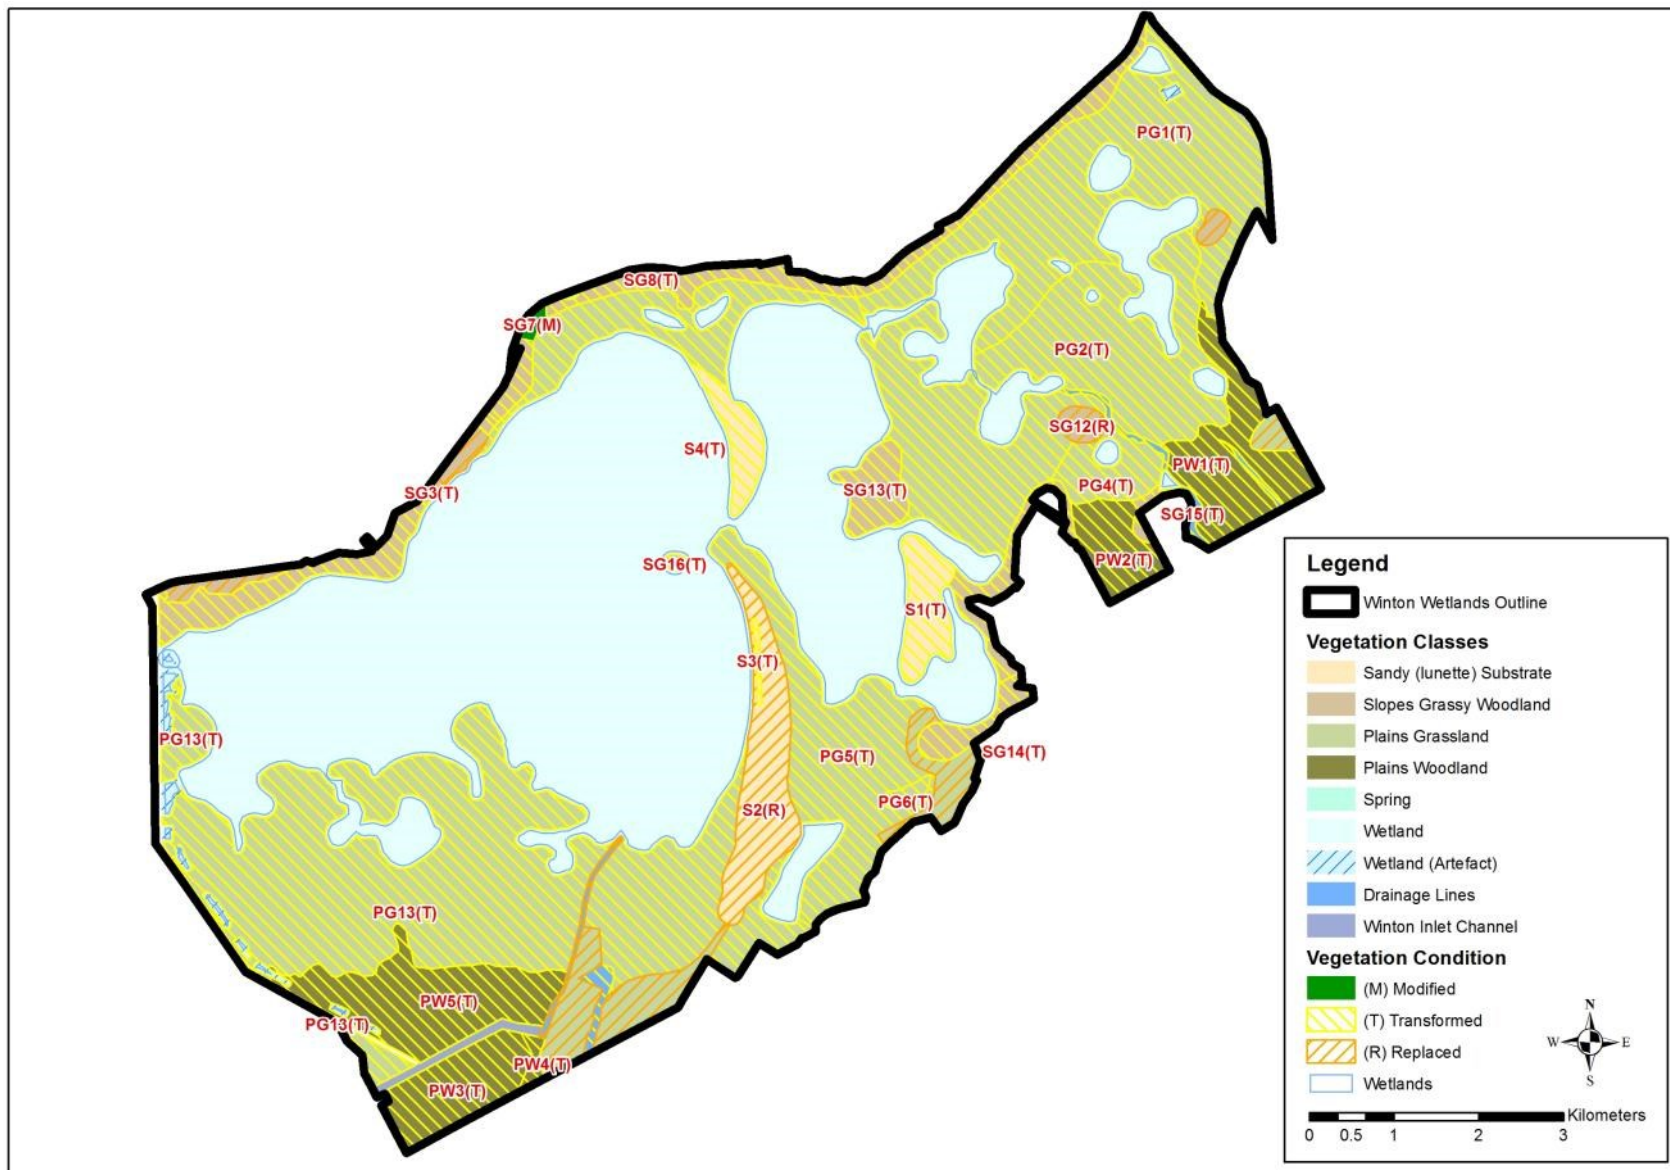 PG1(T)
SG8(T)
SG7(M)
PG2(T)
SG12(R)
S4(T)
PW1(T)
SG3(T)
SG13(T)
PG4(T)
SG15(T)
SG16(T)
PW2(T)
S1(T)
S3(T)
PG13(T)
PG5(T)
SG14(T)
S2(R)
PG6(T)
PG13(T)
PW5(T)
PG13(T)
PW4(T)
PW3(T)
Legend
Winton Wetlands Outline
Vegetation Classes
Sandy (lunette) Substrate
Slopes Grassy Woodland
Plains Grassland
Plains Woodland
Spring
Wetland
Wetland (Artefact)
Drainage Lines
Winton Inlet Channel
Vegetation Condition
(M) Modified
(T) Transformed
(R) Replaced
Wetlands
N
W E
S
Kilometers
0 0.5 1 2 3